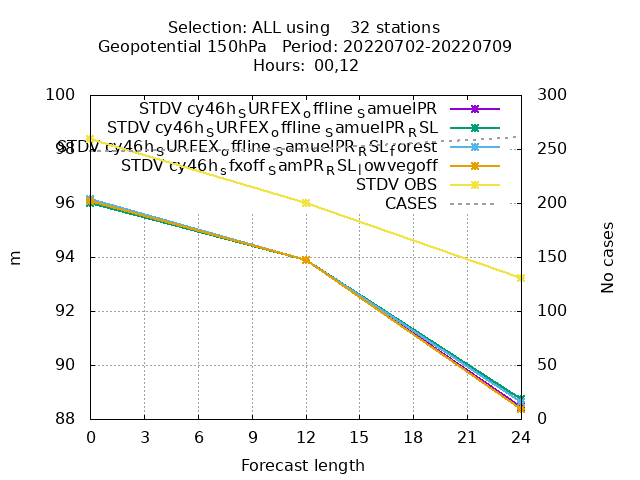 Selection: ALL using 32 stations
Geopotential 150hPa Period: 20220702-20220709
Hours: 00,12
100
98
96
94
92
90
88
m
300
250
200
150
100
50
0
No cases
STDV cy46h_SURFEX_offline_SamuelPR
STDV cy46h_SURFEX_offline_SamuelPR_RSL
STDV cy46h_SURFEX_offline_SamuelPR_RSL_forest
STDV cy46h_sfxoff_SamPR_RSL_lowvegoff
STDV OBS
CASES
0 3 6 9 12 15 18 21 24
Forecast length